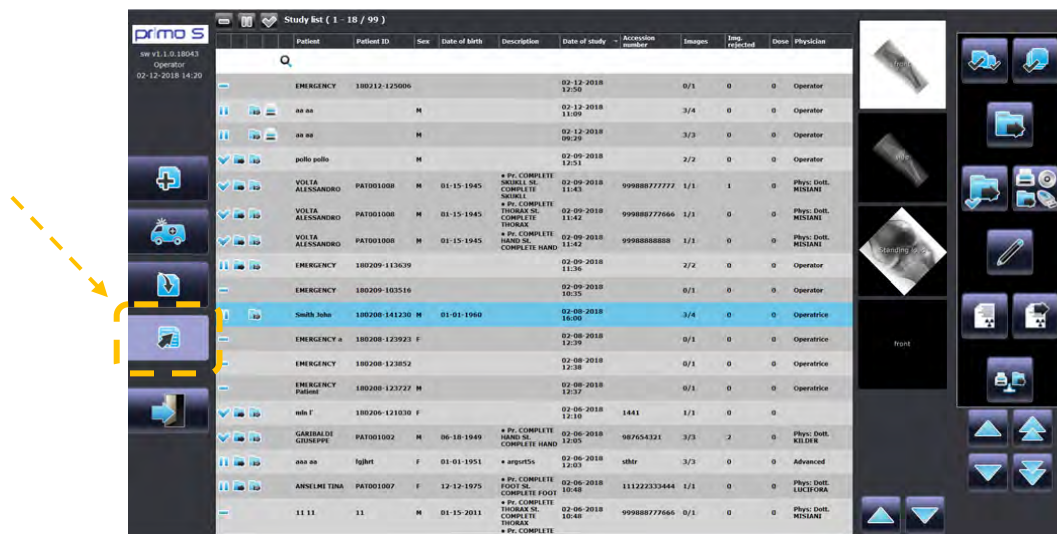 primo S
sw v1.1.0.18043
Operator
02-12-2018 14:20
Study list ( 1 - 18 / 99 )
Patient Patient ID Sex Date of birth Description Date of study Accession number Images Img. rejected Dose Physician
EMERGENCY 180212-125006 02-12-2018 12:50 0/1 0 0 Operator
aa aa M 02-12-2018 11:09 3/4 0 0 Operator
aa aa M 02-12-2018 09:29 3/3 0 0 Operator
pollo pollo M 02-09-2018 12:51 2/2 0 0 Operator
VOLTA ALESSANDRO PAT001008 M 01-15-1945 • Pr. COMPLETE SKUKLL St. COMPLETE SKUKLL 02-09-2018 11:43 999888777777 1/1 1 0 Phys: Dott. MISIANI
VOLTA ALESSANDRO PAT001008 M 01-15-1945 • Pr. COMPLETE THORAX St. COMPLETE THORAX 02-09-2018 11:42 999888777666 1/1 0 0 Phys: Dott. MISIANI
VOLTA ALESSANDRO PAT001008 M 01-15-1945 • Pr. COMPLETE HAND St. COMPLETE HAND 02-09-2018 11:42 99988888888 1/1 0 0 Phys: Dott. MISIANI
EMERGENCY 180209-113639 02-09-2018 11:36 2/2 0 0 Operator
EMERGENCY 180209-103516 02-09-2018 10:35 0/1 0 0 Operator
Smith John 180208-141230 M 01-01-1960 02-08-2018 16:00 3/4 0 0 Operatrice
EMERGENCY a 180208-123923 F 02-08-2018 12:39 0/1 0 0 Operatrice
EMERGENCY 180208-123852 02-08-2018 12:38 0/1 0 0 Operatrice
EMERGENCY Patient 180208-123727 M 02-08-2018 12:37 0/1 0 0 Operatrice
180206-121030 F 02-06-2018 12:10 1441 1/1 0 0
GARIBALDE GIUSEPPE PAT001002 M 06-18-1949 • Pr. COMPLETE HAND St. COMPLETE HAND 02-06-2018 12:05 987654321 3/3 2 0 Phys: Dott. KILDER
aaa aa lgjhrt F 01-01-1951 • argsrt5s 02-06-2018 12:03 sthtr 3/3 0 0 Advanced
ANSELMI TINA PAT001007 F 12-12-1975 • Pr. COMPLETE FOOT St. COMPLETE FOOT 02-06-2018 10:48 111222333444 1/1 0 0 Phys: Dott. LUCIFORA
11 11 11 M 01-15-2011 • Pr. COMPLETE THORAX St. COMPLETE THORAX • Pr. COMPLETE 02-06-2018 10:48 999888777666 0/1 0 0 Phys: Dott. MISIANI
front
side
Standing
front